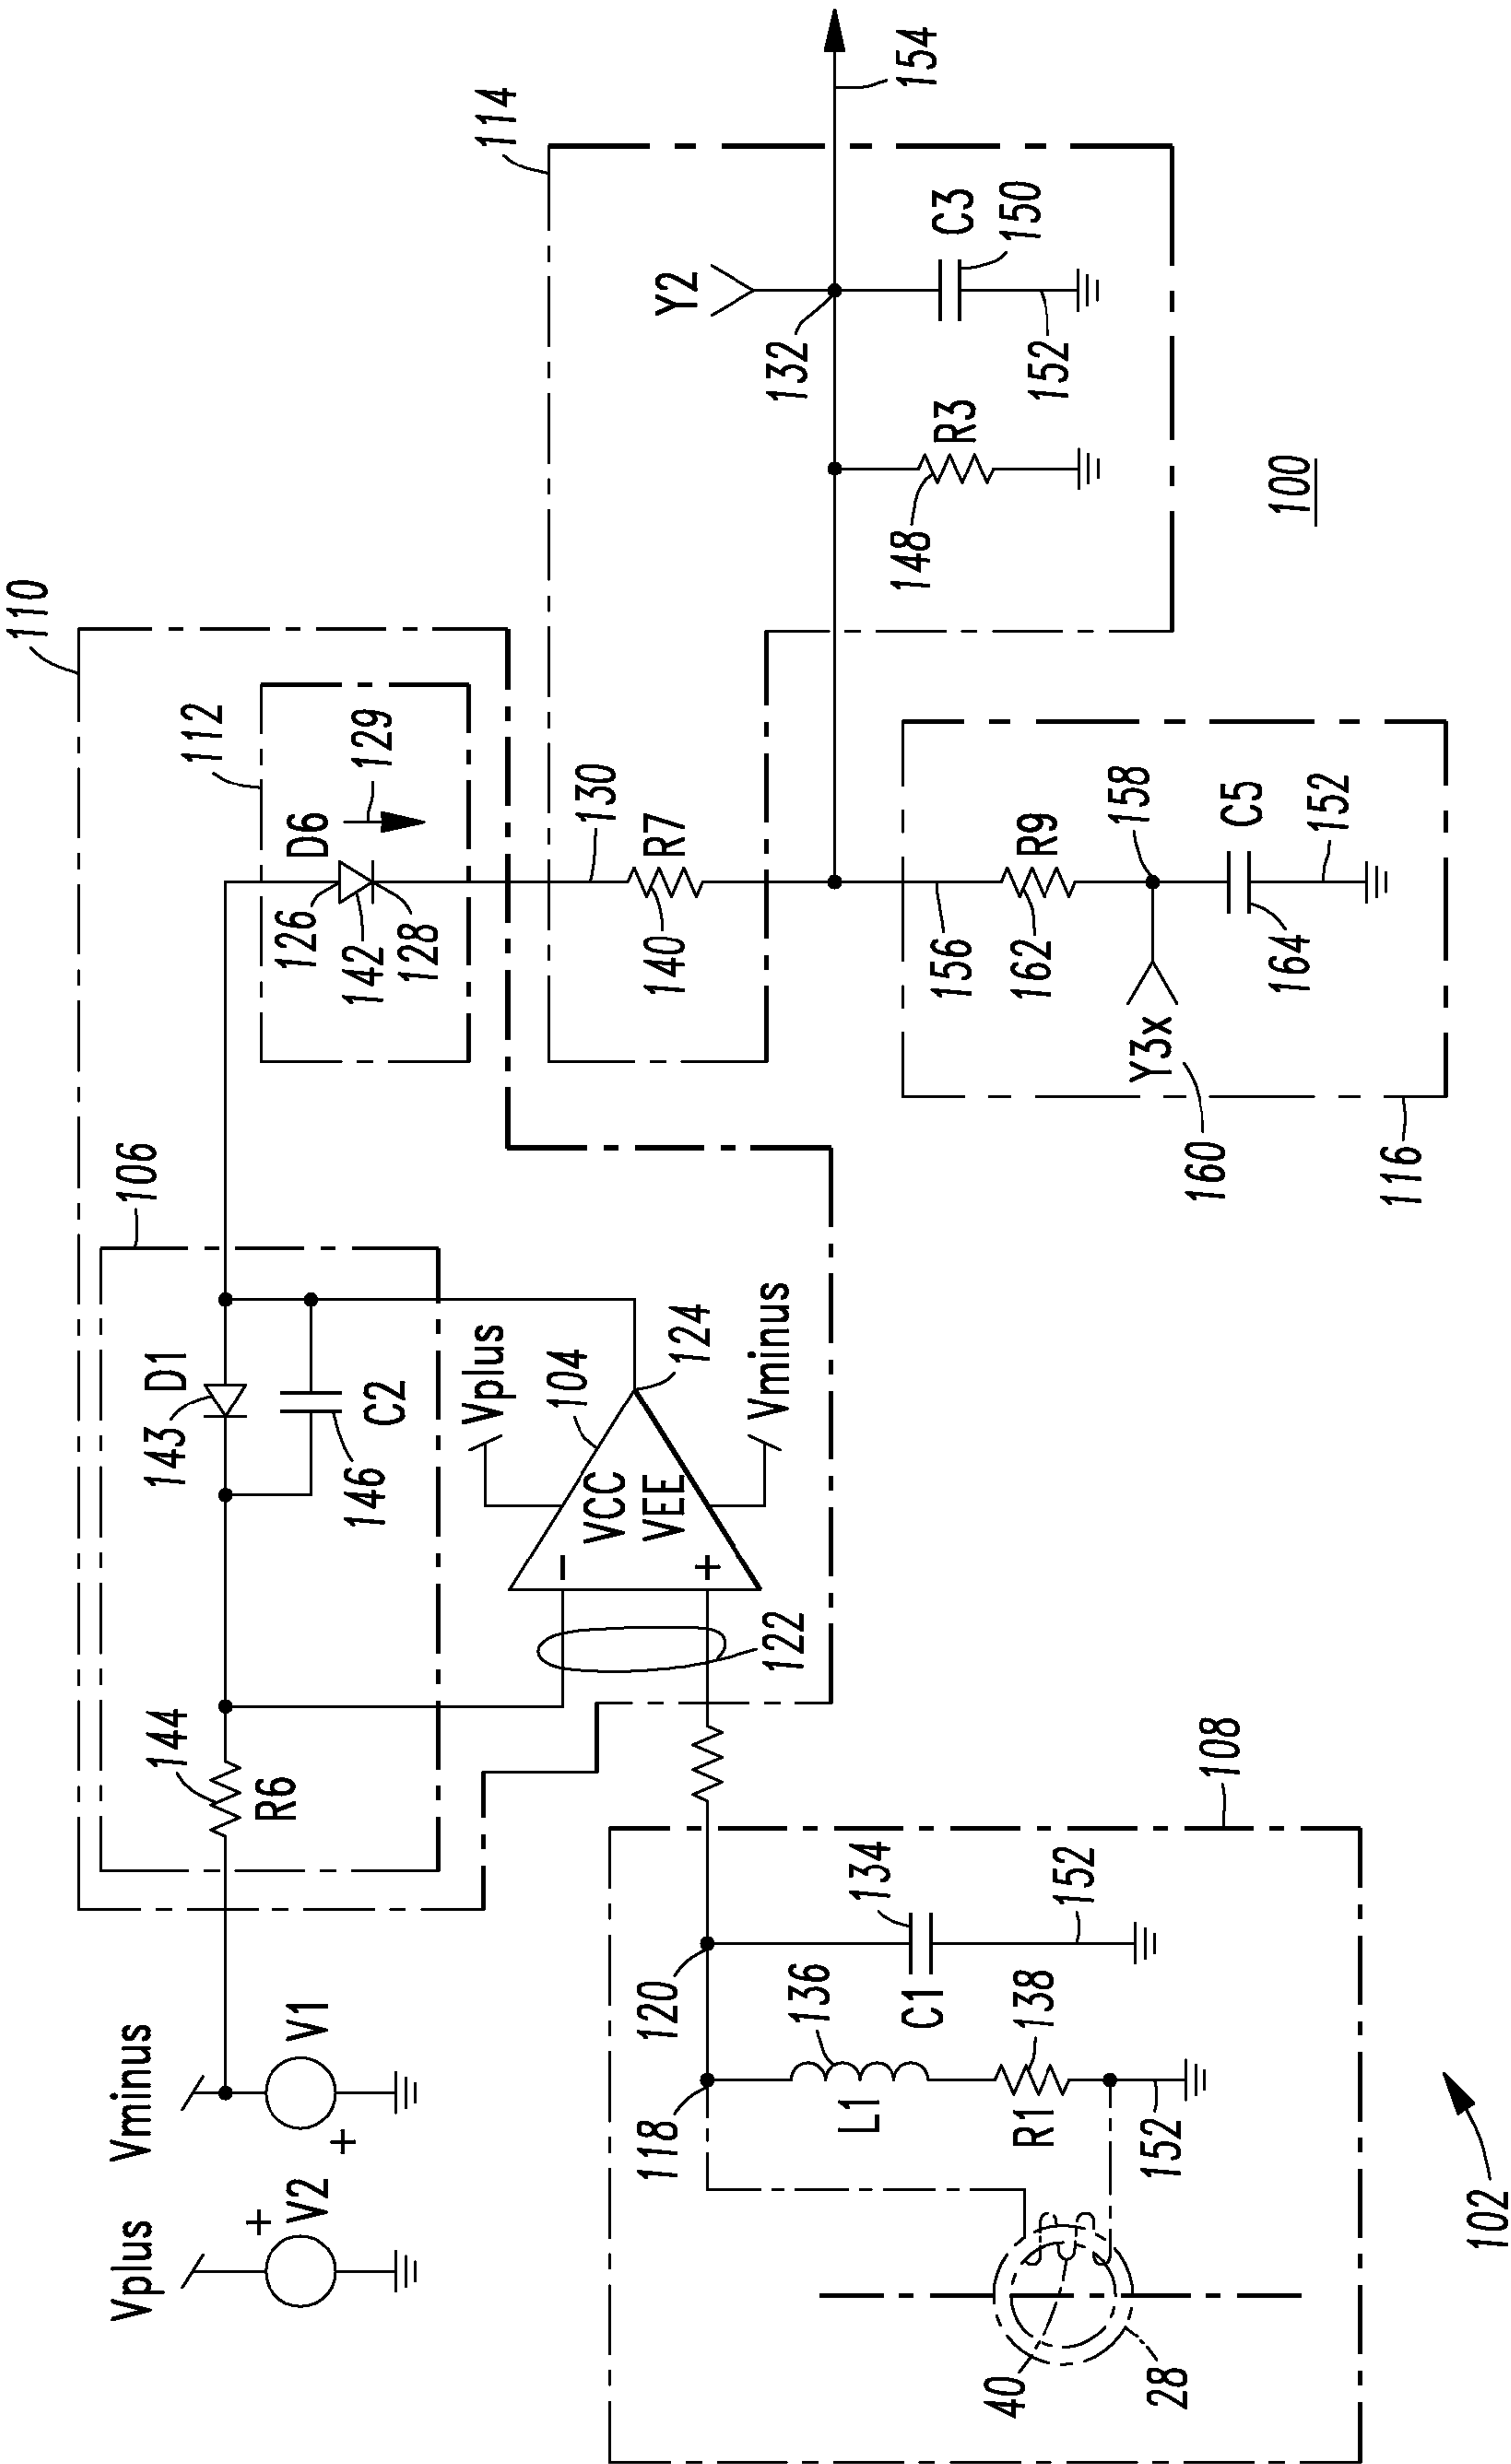 110
106
112
114
Vplus
+
V2
Vminus
V1
+
144
R6
143
D1
146
C2
Vplus
104
VCC
VEE
-
+
124
Vminus
122
126
142
128
D6
129
130
140
R7
132
Y2
154
148
R3
C3
150
152
118
120
136
L1
134
C1
138
R1
152
152
40
28
108
156
162
R9
158
Y3x
160
164
C5
152
116
100
102